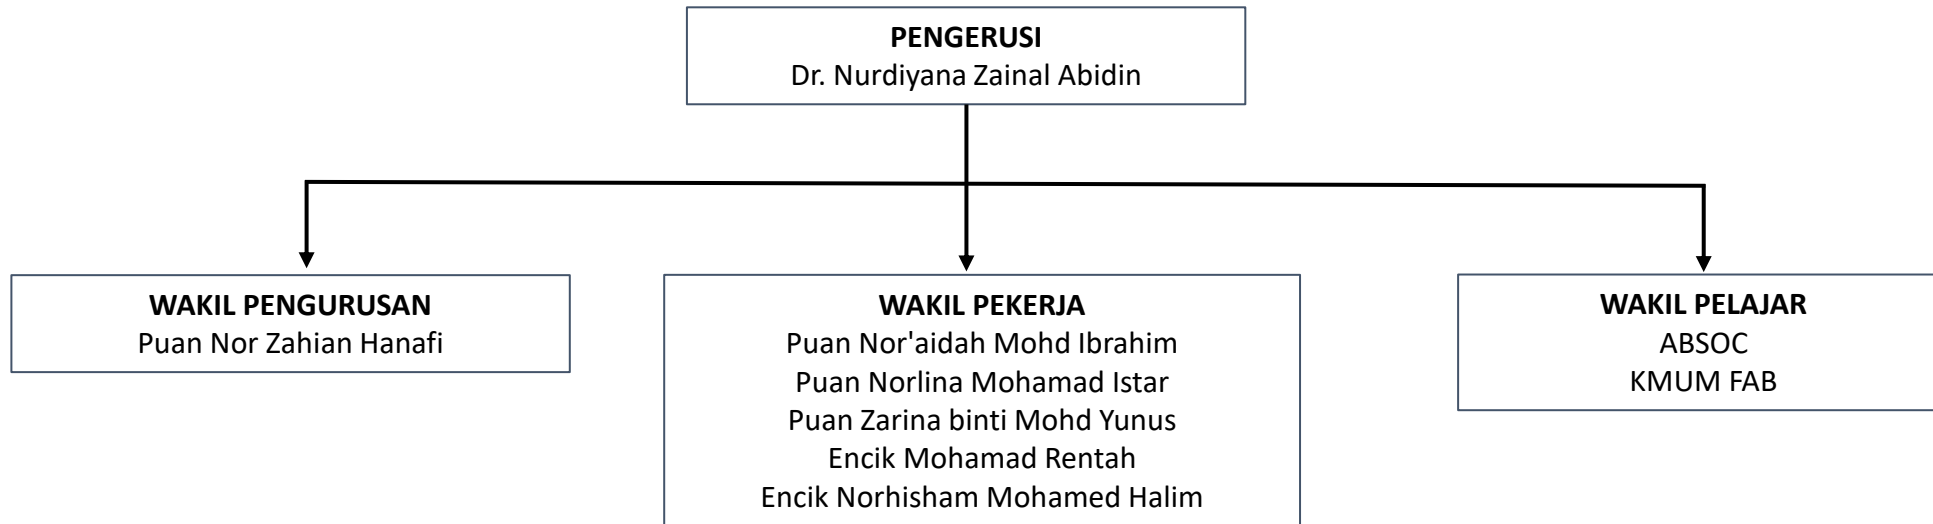 PENGERUSI
Dr. Nurdiyana Zainal Abidin
WAKIL PENGURUSAN
Puan Nor Zahian Hanafi
WAKIL PEKERJA
Puan Nor'aidah Mohd Ibrahim
Puan Norlina Mohamad Istar
Puan Zarina binti Mohd Yunus
Encik Mohamad Rentah
Encik Norhisham Mohamed Halim
WAKIL PELAJAR
ABSOC
KMUM FAB